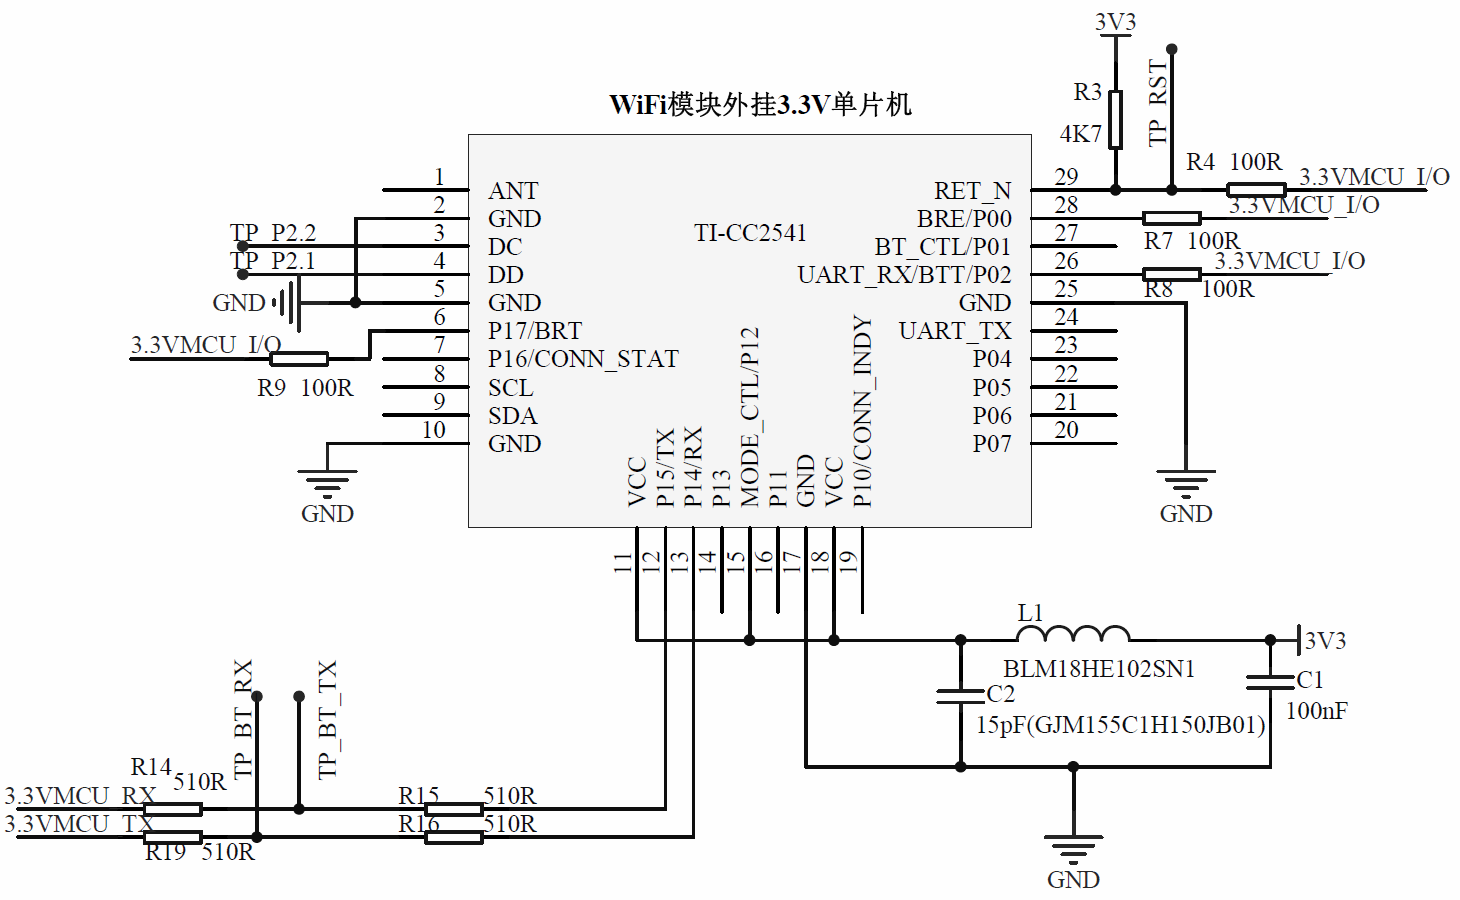 3V3
WiFi模块外挂3.3V单片机
R3
4K7
TP_RST
R4 100R
3.3VMCU_I/O
1
ANT
RET_N
29
2
GND
BRE/P00
28
3.3VMCU_I/O
TP_P2.2
3
DC
TI-CC2541
BT_CTL/P01
27
R7 100R
TP_P2.1
4
DD
UART_RX/BTT/P02
26
3.3VMCU_I/O
R8 100R
GND
5
GND
GND
25
6
P17/BRT
UART_TX
24
3.3VMCU_I/O
7
P16/CONN_STAT
P04
23
R9 100R
8
SCL
P05
22
9
SDA
P06
21
10
GND
P07
20
VCC
P15/TX
P14/RX
P13
MODE_CTL/P12
P11
GND
VCC
P10/CONN_INDY
GND
GND
11
12
13
14
15
16
17
18
19
L1
3V3
BLM18HE102SN1
C2
C1
15pF(GJM155C1H150JB01)
100nF
TP_BT_RX
TP_BT_TX
R14 510R
3.3VMCU_RX
R15 510R
3.3VMCU_TX
R16 510R
R19 510R
GND